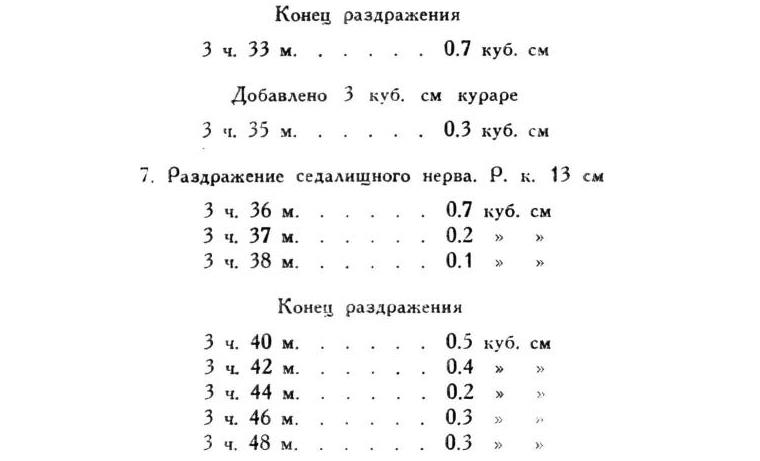 Конец раздражения
3 ч. 33 м. . . . . . 0.7 куб. см
Добавлено 3 куб. см кураре
3 ч. 35 м. . . . . . 0.3 куб. см
7. Раздражение седалищного нерва. Р. к. 13 см
3 ч. 36 м. . . . . . 0.7 куб. см
3 ч. 37 м. . . . . . 0.2 » »
3 ч. 38 м. . . . . . 0.1 » »
Конец раздражения
3 ч. 40 м. . . . . . 0.5 куб. см
3 ч. 42 м. . . . . . 0.4 » »
3 ч. 44 м. . . . . . 0.2 » »
3 ч. 46 м. . . . . . 0.3 » »
3 ч. 48 м. . . . . . 0.3 » »